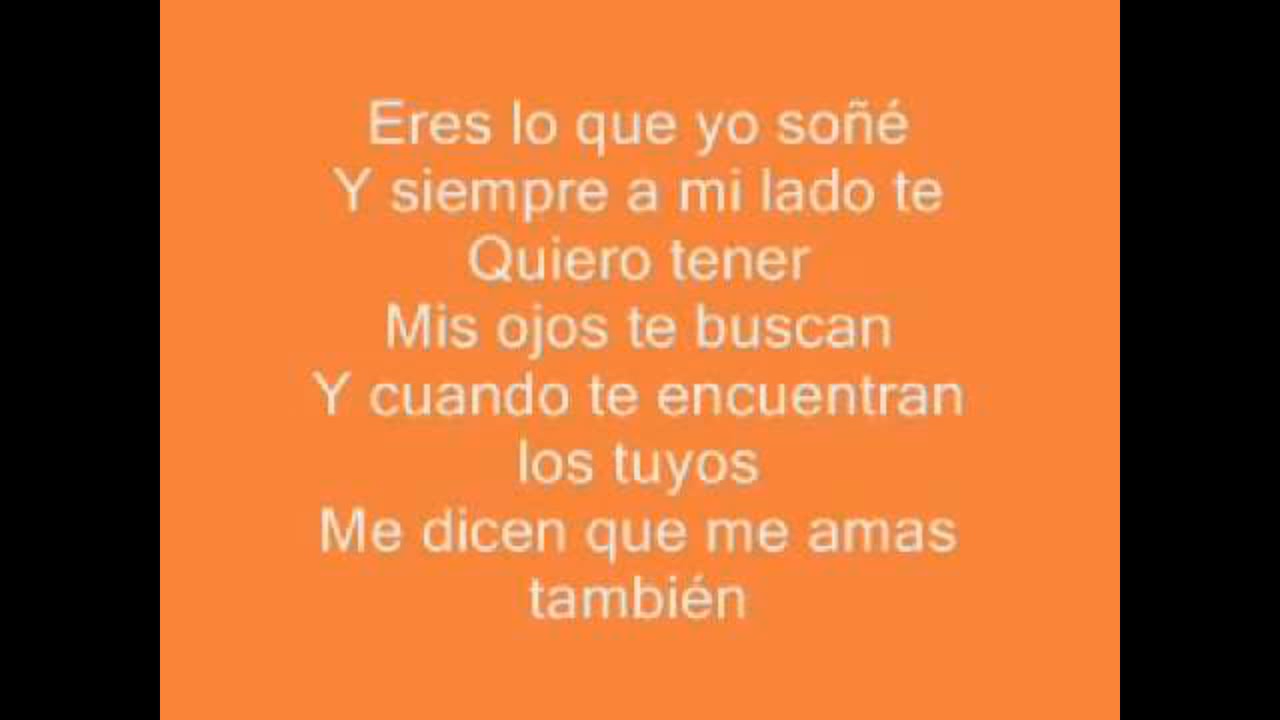 Eres lo que yo soñé
Y siempre a mi lado te
Quiero tener
Mis ojos te buscan
Y cuando te encuentran
los tuyos
Me dicen que me amas
también